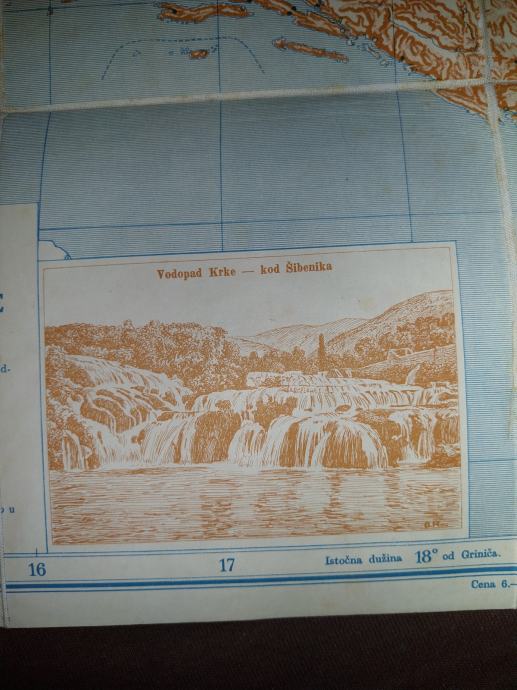 Vodopad Krke — kod Šibenika
d-
u
16
17
Istočna dužina 18° od Griniča.
Cena 6.—